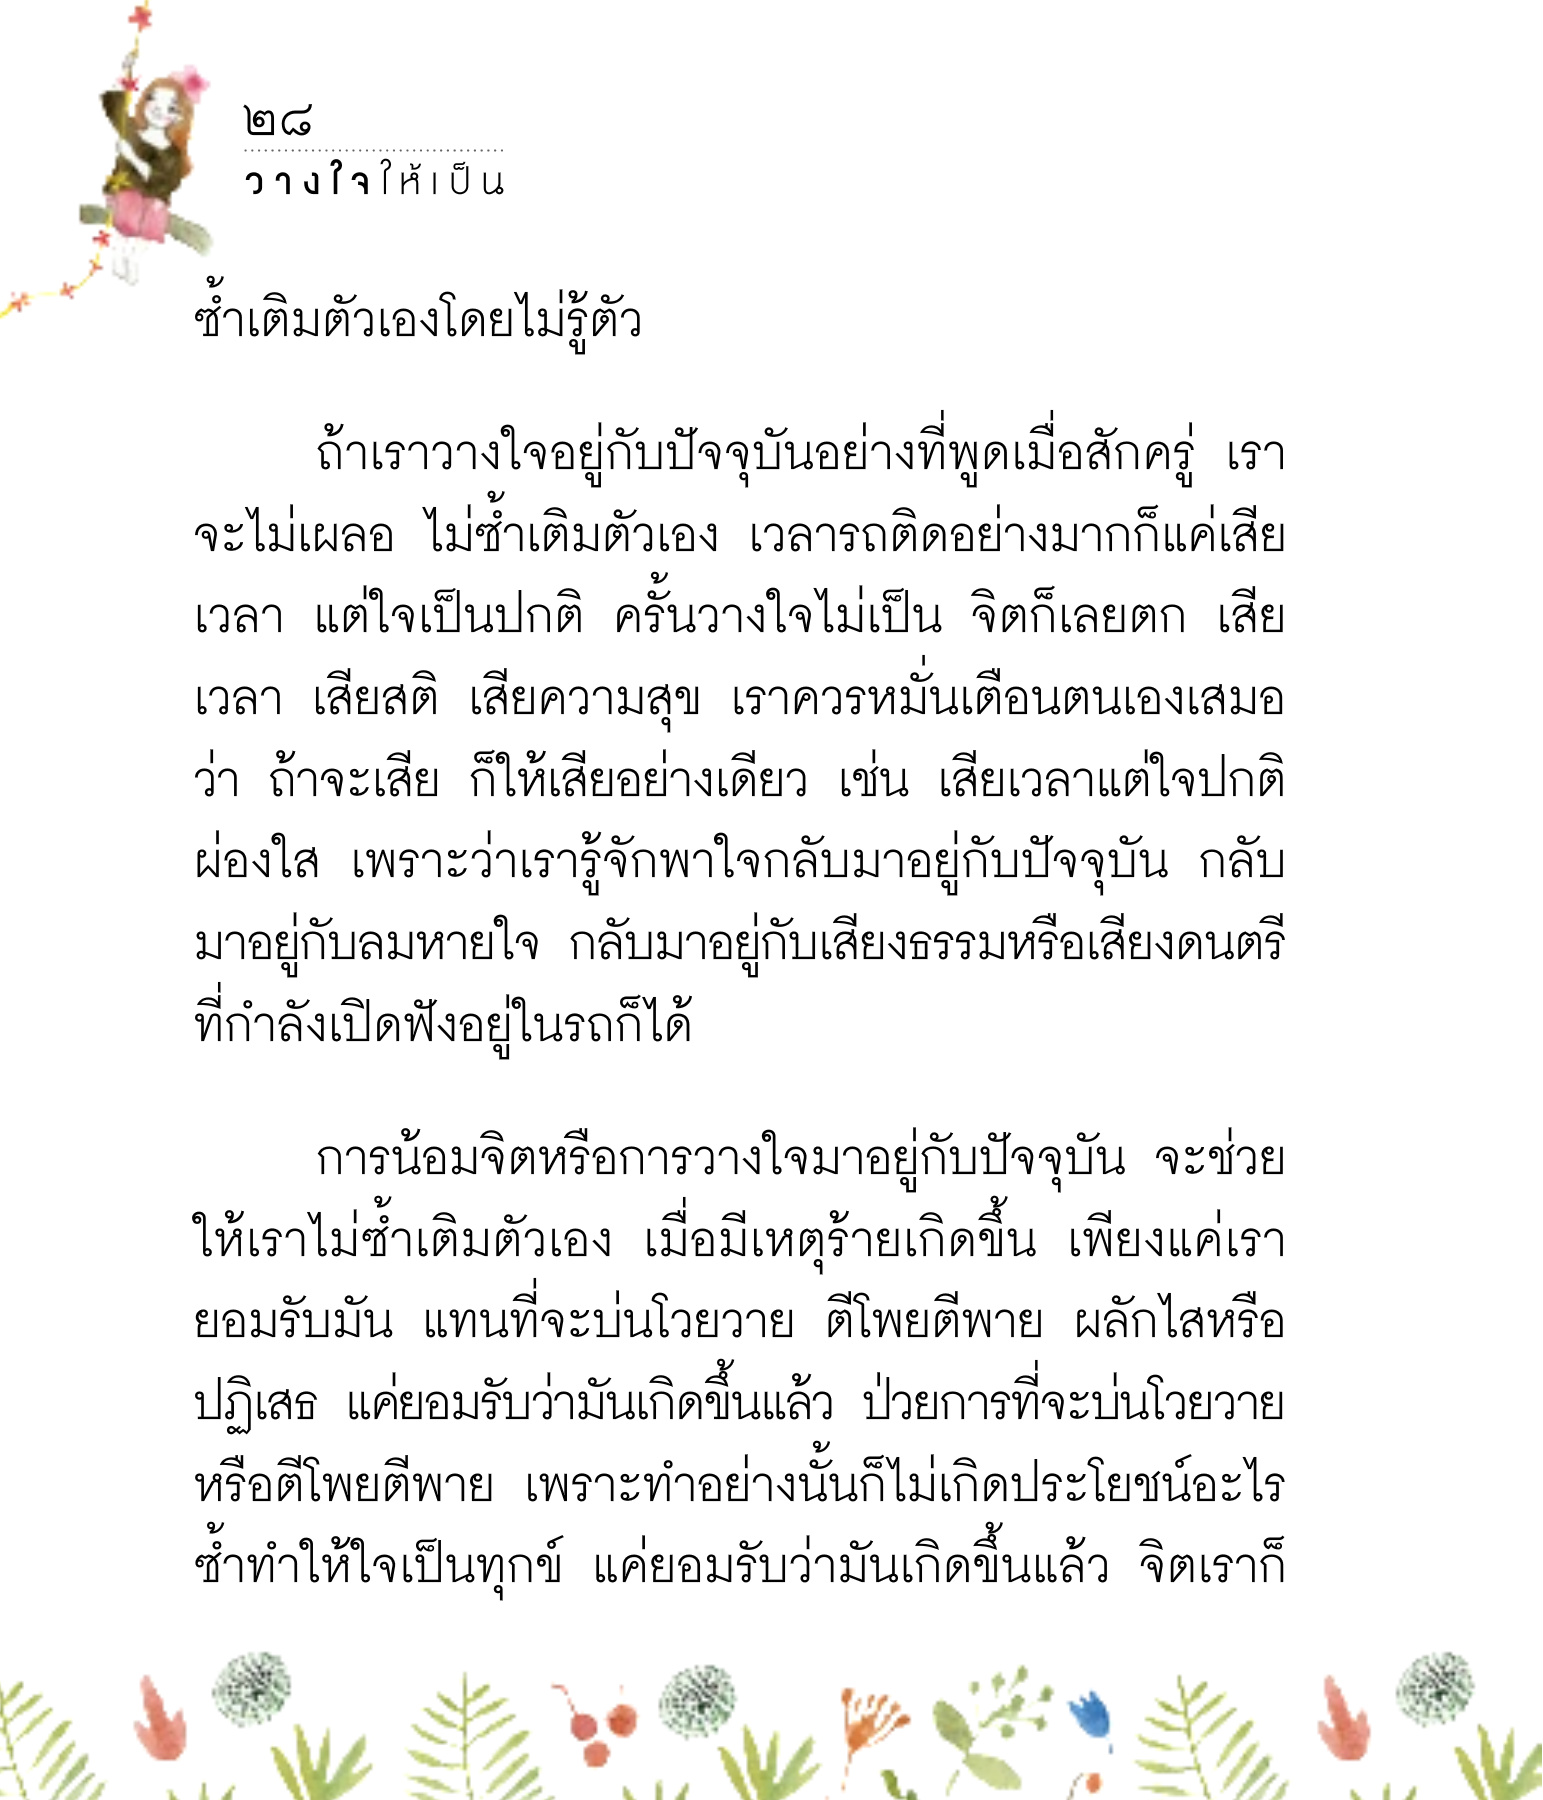 ๒๘
วางใจให้เป็น
ซ้ำเติมตัวเองโดยไม่รู้ตัว
ถ้าเราวางใจอยู่กับปัจจุบันอย่างที่พูดเมื่อสักครู่ เรา
จะไม่เผลอ ไม่ซ้ำเติมตัวเอง เวลารถติดอย่างมากก็แค่เสีย
เวลา แต่ใจเป็นปกติ ครั้นวางใจไม่เป็น จิตก็เลยตก เสีย
เวลา เสียสติ เสียความสุข เราควรหมั่นเตือนตนเองเสมอ
ว่า ถ้าจะเสีย ก็ให้เสียอย่างเดียว เช่น เสียเวลาแต่ใจปกติ
ผ่องใส เพราะว่าเรารู้จักพาใจกลับมาอยู่กับปัจจุบัน กลับ
มาอยู่กับลมหายใจ กลับมาอยู่กับเสียงธรรมหรือเสียงดนตรี
ที่กำลังเปิดฟังอยู่ในรถก็ได้
การน้อมจิตหรือการวางใจมาอยู่กับปัจจุบัน จะช่วย
ให้เราไม่ซ้ำเติมตัวเอง เมื่อมีเหตุร้ายเกิดขึ้น เพียงแค่เรา
ยอมรับมัน แทนที่จะบ่นโวยวาย ตีโพยตีพาย ผลักไสหรือ
ปฏิเสธ แค่ยอมรับว่ามันเกิดขึ้นแล้ว ป่วยการที่จะบ่นโวยวาย
หรือตีโพยตีพาย เพราะทำอย่างนั้นก็ไม่เกิดประโยชน์อะไร
ซ้ำทำให้ใจเป็นทุกข์ แค่ยอมรับว่ามันเกิดขึ้นแล้ว จิตเราก็